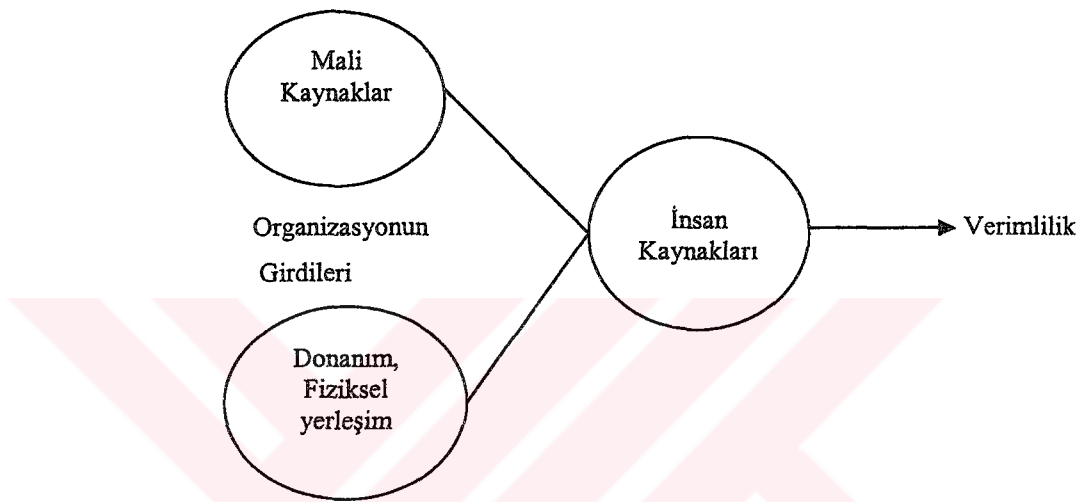 Mali
Kaynaklar
Organizasyonun
Girdileri
Donanım,
Fiziksel
yerleşim
İnsan
Kaynakları
Verimlilik